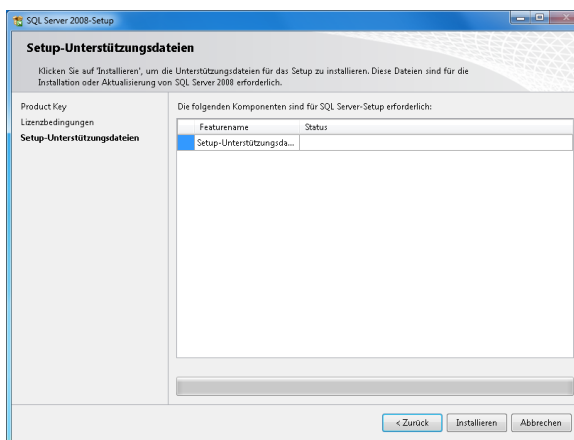 SQL Server 2008-Setup
Setup-Unterstützungsdateien
Klicken Sie auf 'Installieren', um die Unterstützungsdateien für das Setup zu installieren. Diese Dateien sind für die
Installation oder Aktualisierung von SQL Server 2008 erforderlich.
Product Key
Lizenzbedingungen
Setup-Unterstützungsdateien
Die folgenden Komponenten sind für SQL Server-Setup erforderlich:
Featurename Status
Setup-Unterstützungsda...
< Zurück Installieren Abbrechen